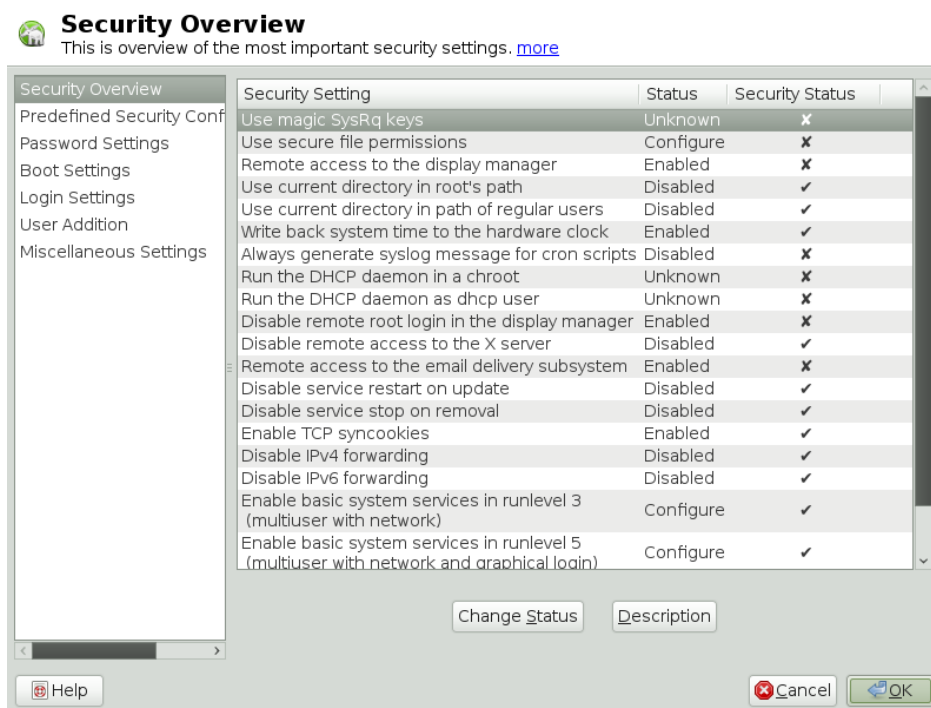 Security Overview
This is overview of the most important security settings. more
Security Overview
Predefined Security Conf
Password Settings
Boot Settings
Login Settings
User Addition
Miscellaneous Settings
Security Setting Status Security Status
Use magic SysRq keys Unknown ✘
Use secure file permissions Configure ✘
Remote access to the display manager Enabled ✘
Use current directory in root's path Disabled ✔
Use current directory in path of regular users Disabled ✔
Write back system time to the hardware clock Enabled ✔
Always generate syslog message for cron scripts Disabled ✘
Run the DHCP daemon in a chroot Unknown ✘
Run the DHCP daemon as dhcp user Unknown ✘
Disable remote root login in the display manager Enabled ✘
Disable remote access to the X server Disabled ✔
Remote access to the email delivery subsystem Enabled ✘
Disable service restart on update Disabled ✔
Disable service stop on removal Disabled ✔
Enable TCP syncookies Enabled ✔
Disable IPv4 forwarding Disabled ✔
Disable IPv6 forwarding Disabled ✔
Enable basic system services in runlevel 3
(multiuser with network) Configure ✔
Enable basic system services in runlevel 5
(multiuser with network and graphical login) Configure ✔
Change Status Description
Help Cancel OK